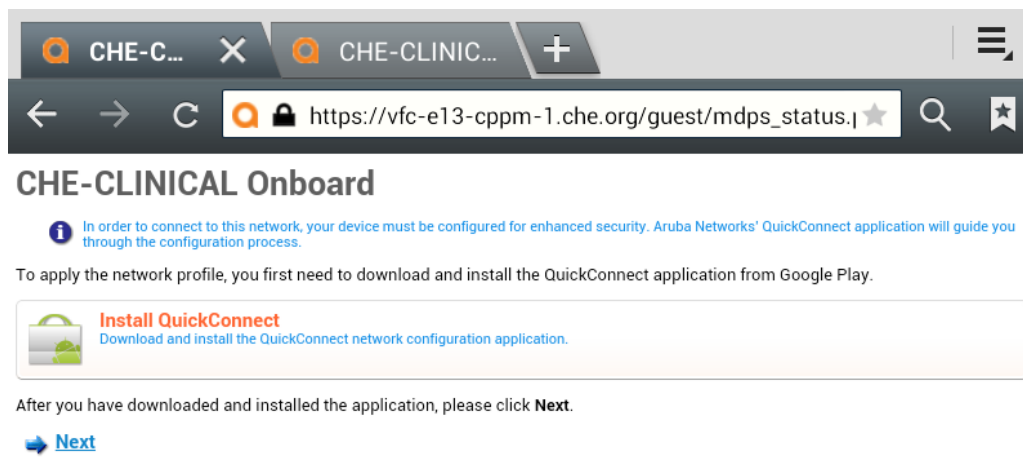 CHE-C...
CHE-CLINIC...
https://vfc-e13-cppm-1.che.org/guest/mdps_status.
CHE-CLINICAL Onboard
In order to connect to this network, your device must be configured for enhanced security. Aruba Networks' QuickConnect application will guide you
through the configuration process.
To apply the network profile, you first need to download and install the QuickConnect application from Google Play.
Install QuickConnect
Download and install the QuickConnect network configuration application.
After you have downloaded and installed the application, please click Next.
Next